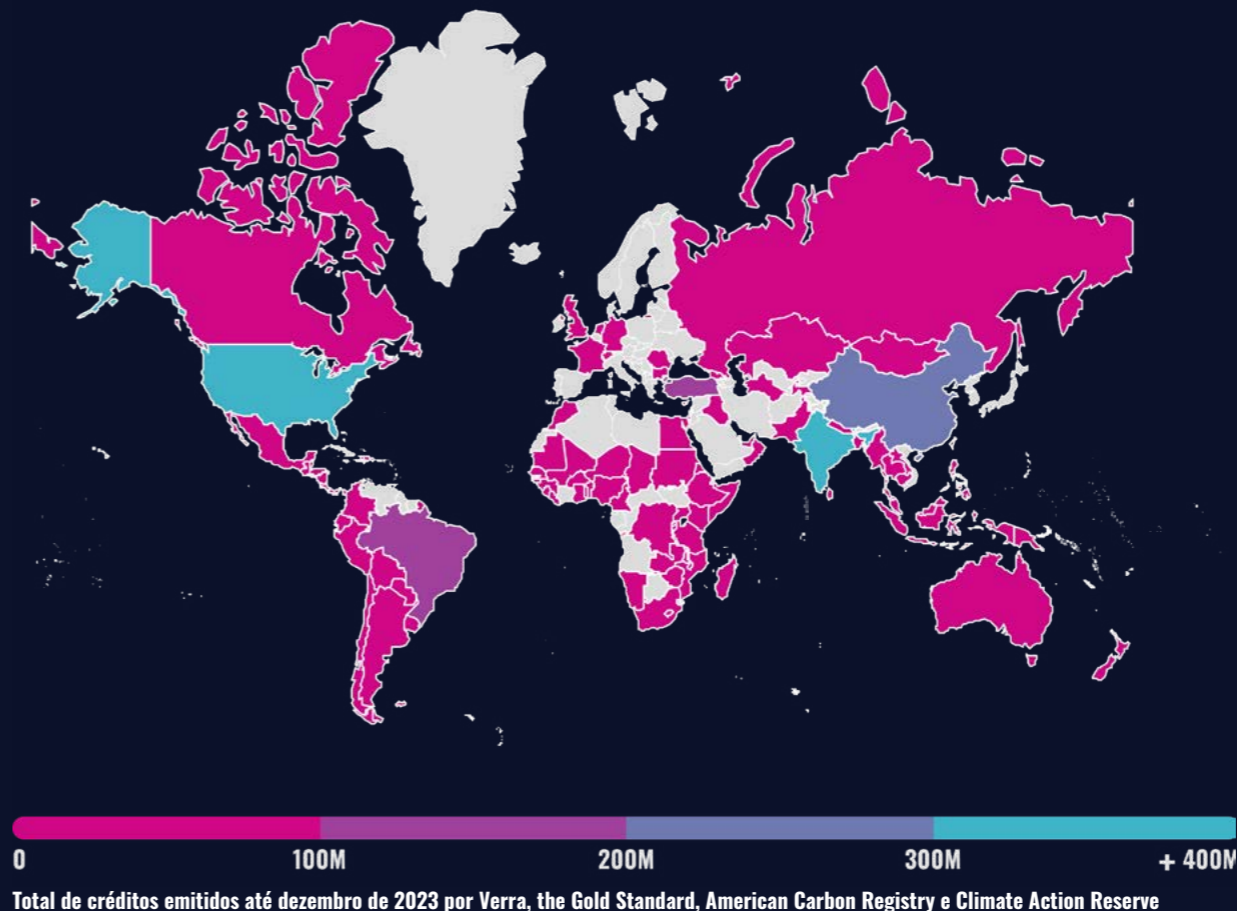 0 100M 200M 300M + 400M
Total de créditos emitidos até dezembro de 2023 por Verra, the Gold Standard, American Carbon Registry e Climate Action Reserve